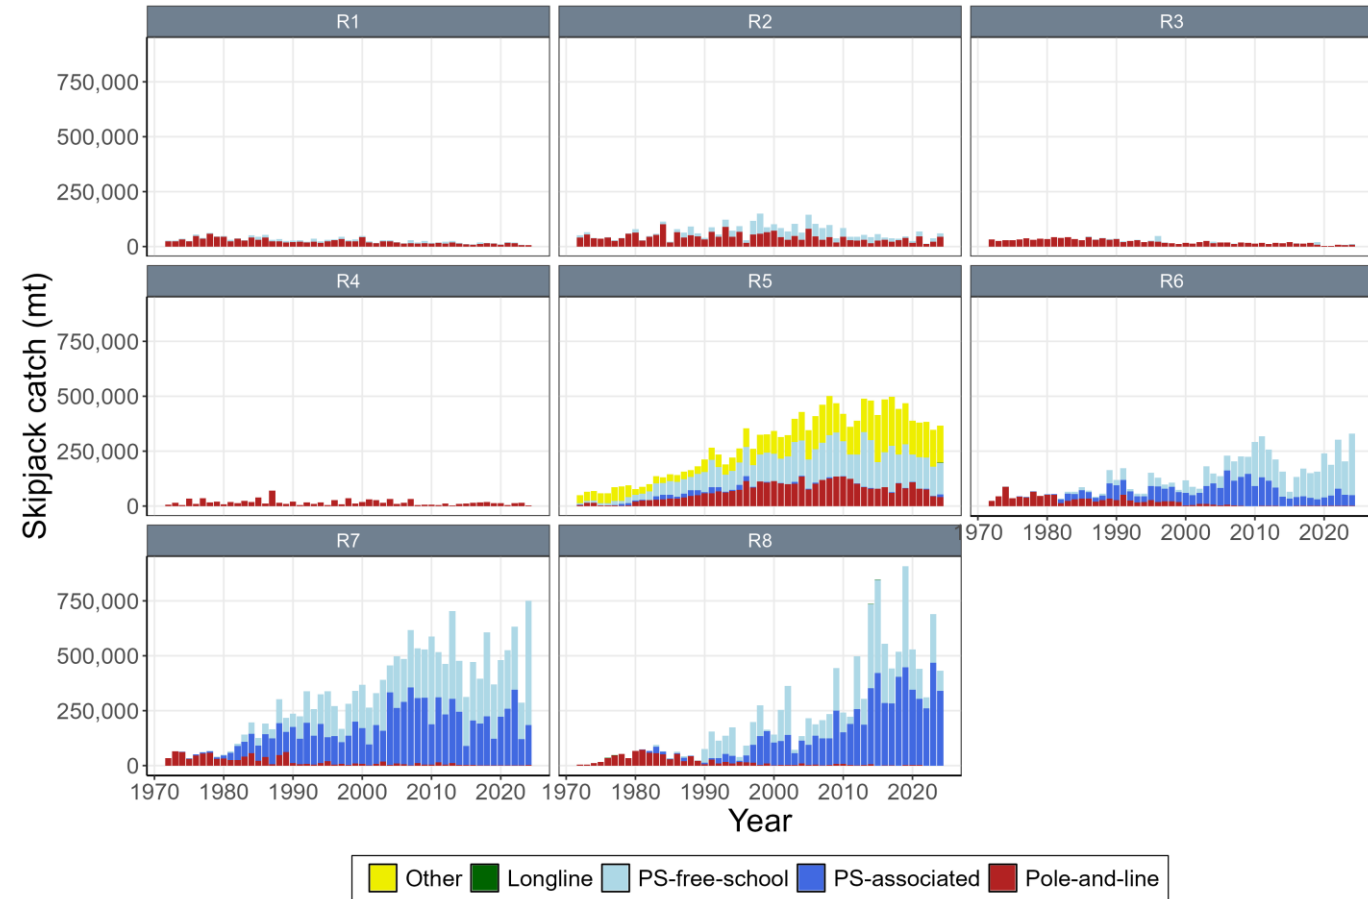 R1 R2 R3
750,000
500,000
250,000
0
R4 R5 R6
750,000
500,000
250,000
0
1970 1980 1990 2000 2010 2020
R7 R8
750,000
500,000
250,000
0
1970 1980 1990 2000 2010 2020 1970 1980 1990 2000 2010 2020
Skipjack catch (mt)
Year
Other Longline PS-free-school PS-associated Pole-and-line